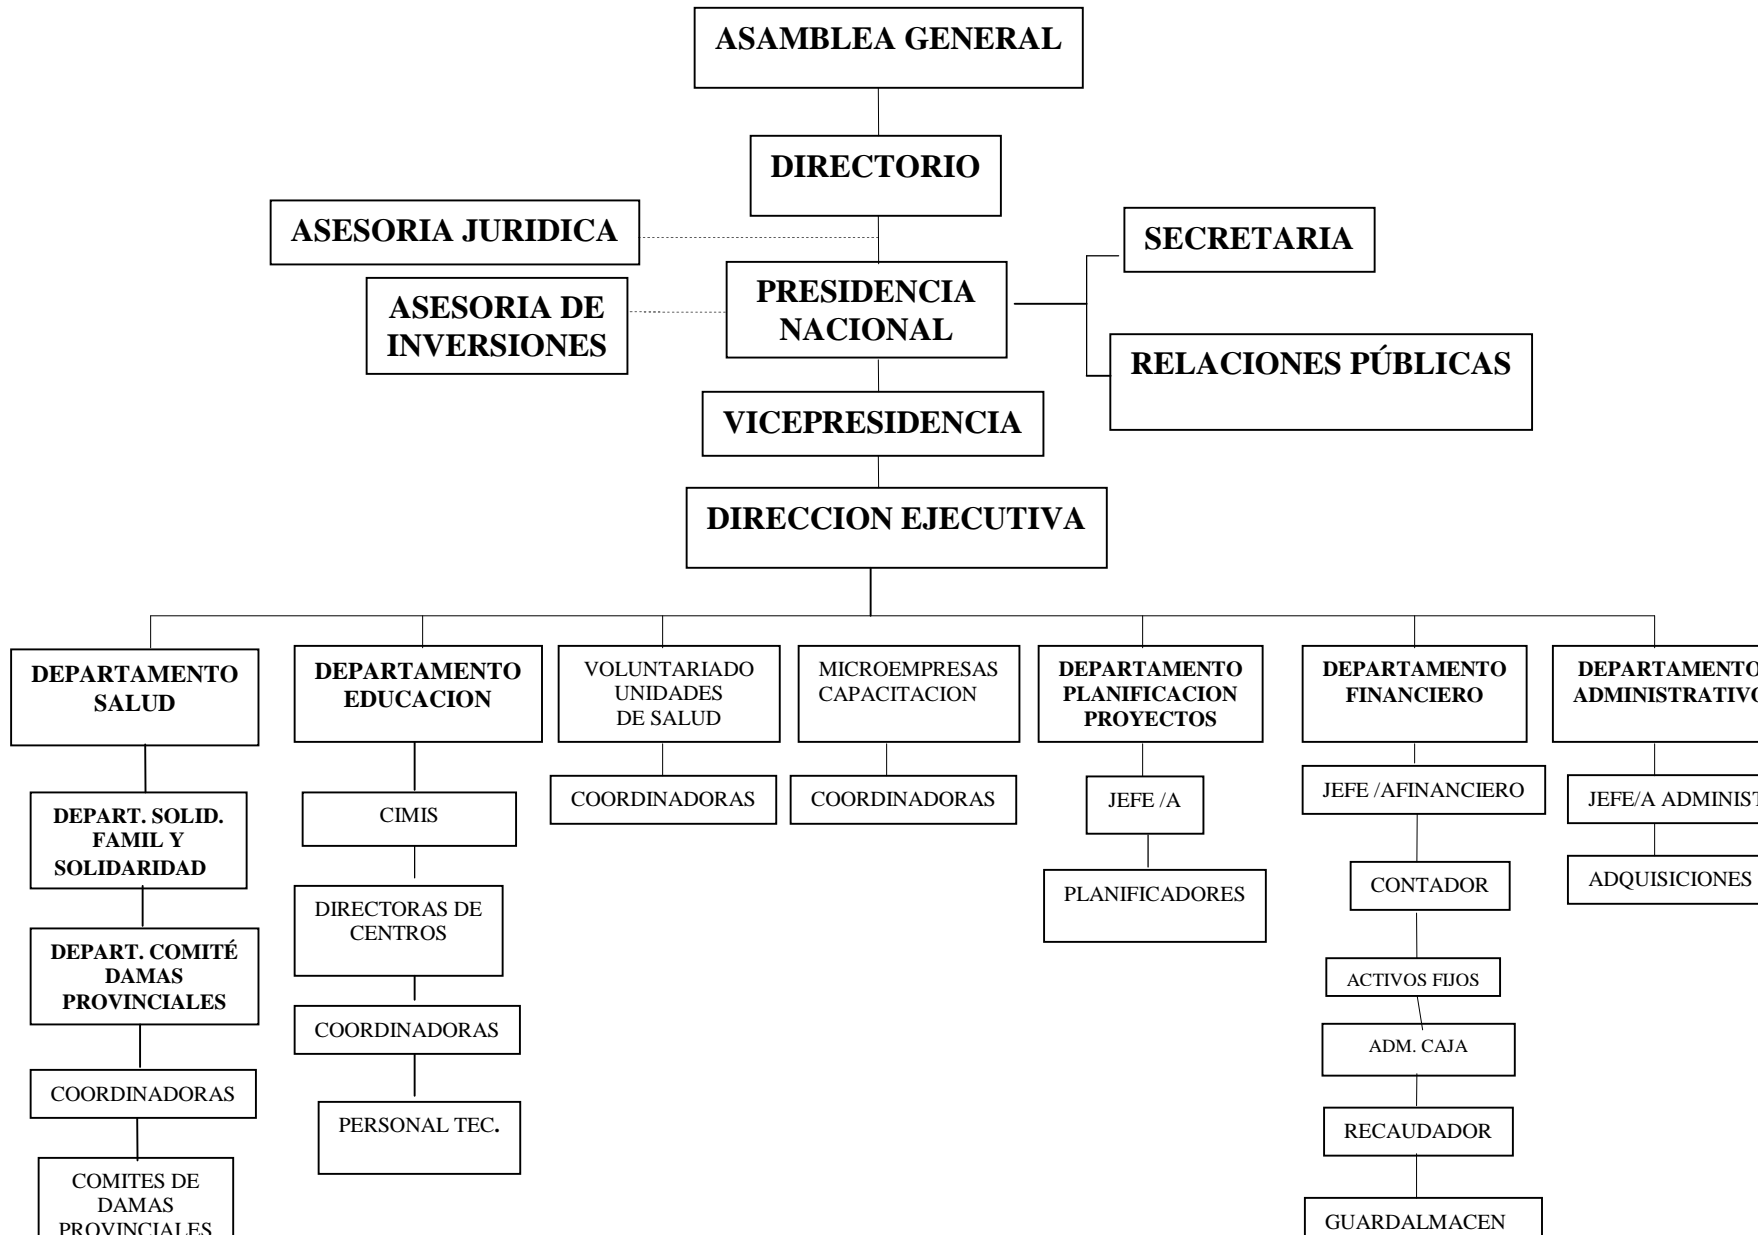 ASAMBLEA GENERAL
DIRECTORIO
ASESORIA JURIDICA
SECRETARIA
ASESORIA DE
INVERSIONES
PRESIDENCIA
NACIONAL
RELACIONES PÚBLICAS
VICEPRESIDENCIA
DIRECCION EJECUTIVA
DEPARTAMENTO
SALUD
DEPARTAMENTO
EDUCACION
VOLUNTARIADO
UNIDADES
DE SALUD
MICROEMPRESAS
CAPACITACION
DEPARTAMENTO
PLANIFICACION
PROYECTOS
DEPARTAMENTO
FINANCIERO
DEPARTAMENTO
ADMINISTRATIVO
DEPART. SOLID.
FAMIL Y
SOLIDARIDAD
CIMIS
COORDINADORAS
COORDINADORAS
JEFE /A
JEFE /AFINANCIERO
JEFE/A ADMINIST
DIRECTORAS DE
CENTROS
PLANIFICADORES
CONTADOR
ADQUISICIONES
DEPART. COMITÉ
DAMAS
PROVINCIALES
ACTIVOS FIJOS
COORDINADORAS
ADM. CAJA
COORDINADORAS
PERSONAL TEC.
RECAUDADOR
COMITES DE
DAMAS
PROVINCIALES
GUARDALMACEN